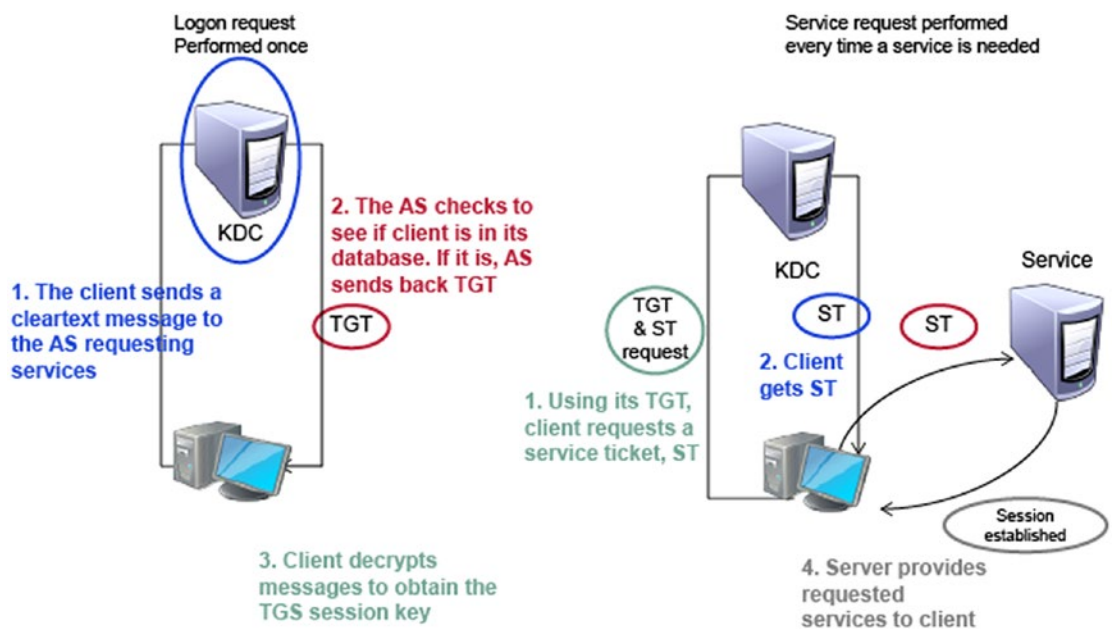 Logon request
Performed once
KDC
1. The client sends a
cleartext message to
the AS requesting
services
2. The AS checks to
see if client is in its
database. If it is, AS
sends back TGT
TGT
3. Client decrypts
messages to obtain the
TGS session key
Service request performed
every time a service is needed
KDC
Service
TGT
& ST
request
ST
ST
1. Using its TGT,
client requests a
service ticket, ST
2. Client
gets ST
Session
established
4. Server provides
requested
services to client